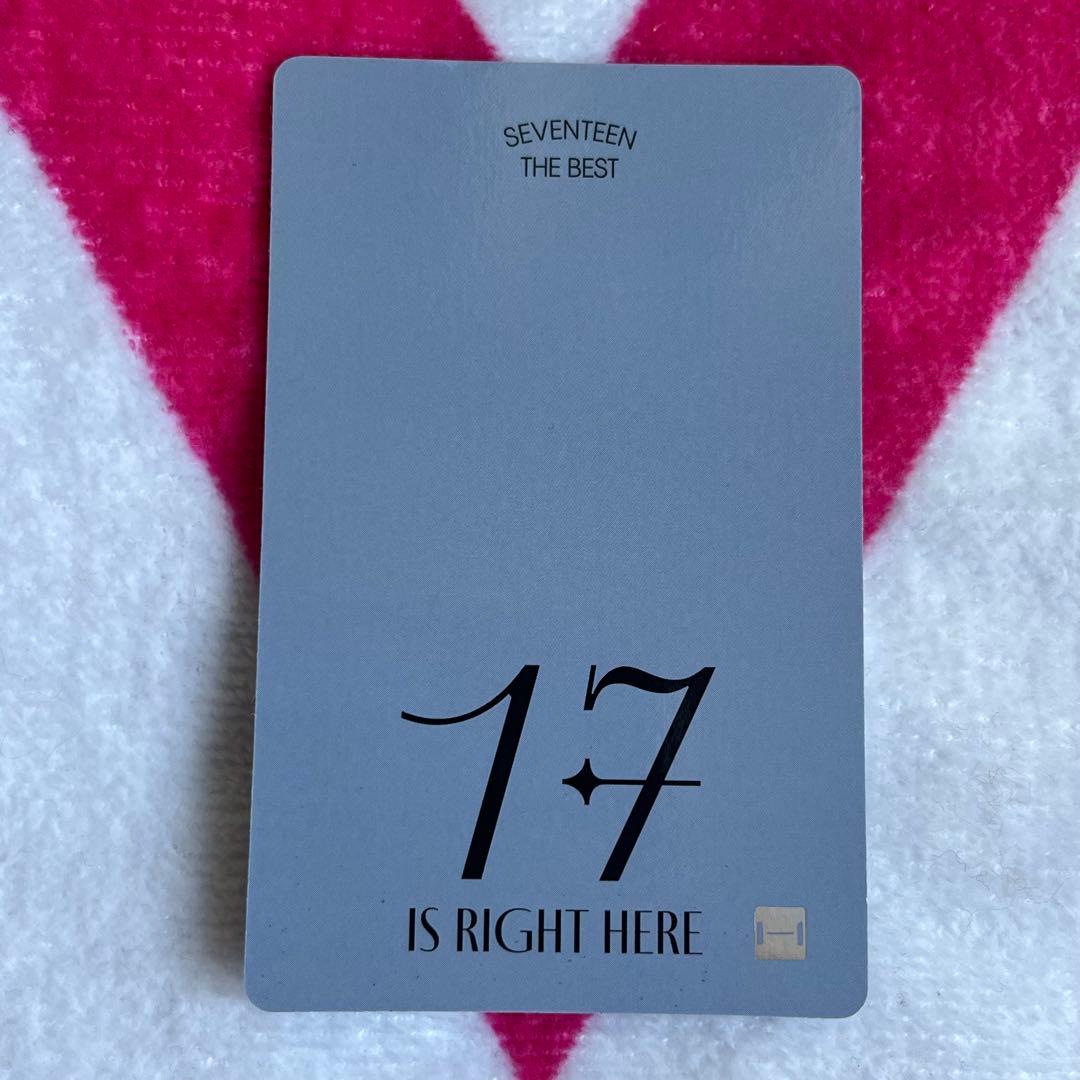 SEVENTEEN
THE BEST
17
IS RIGHT HERE